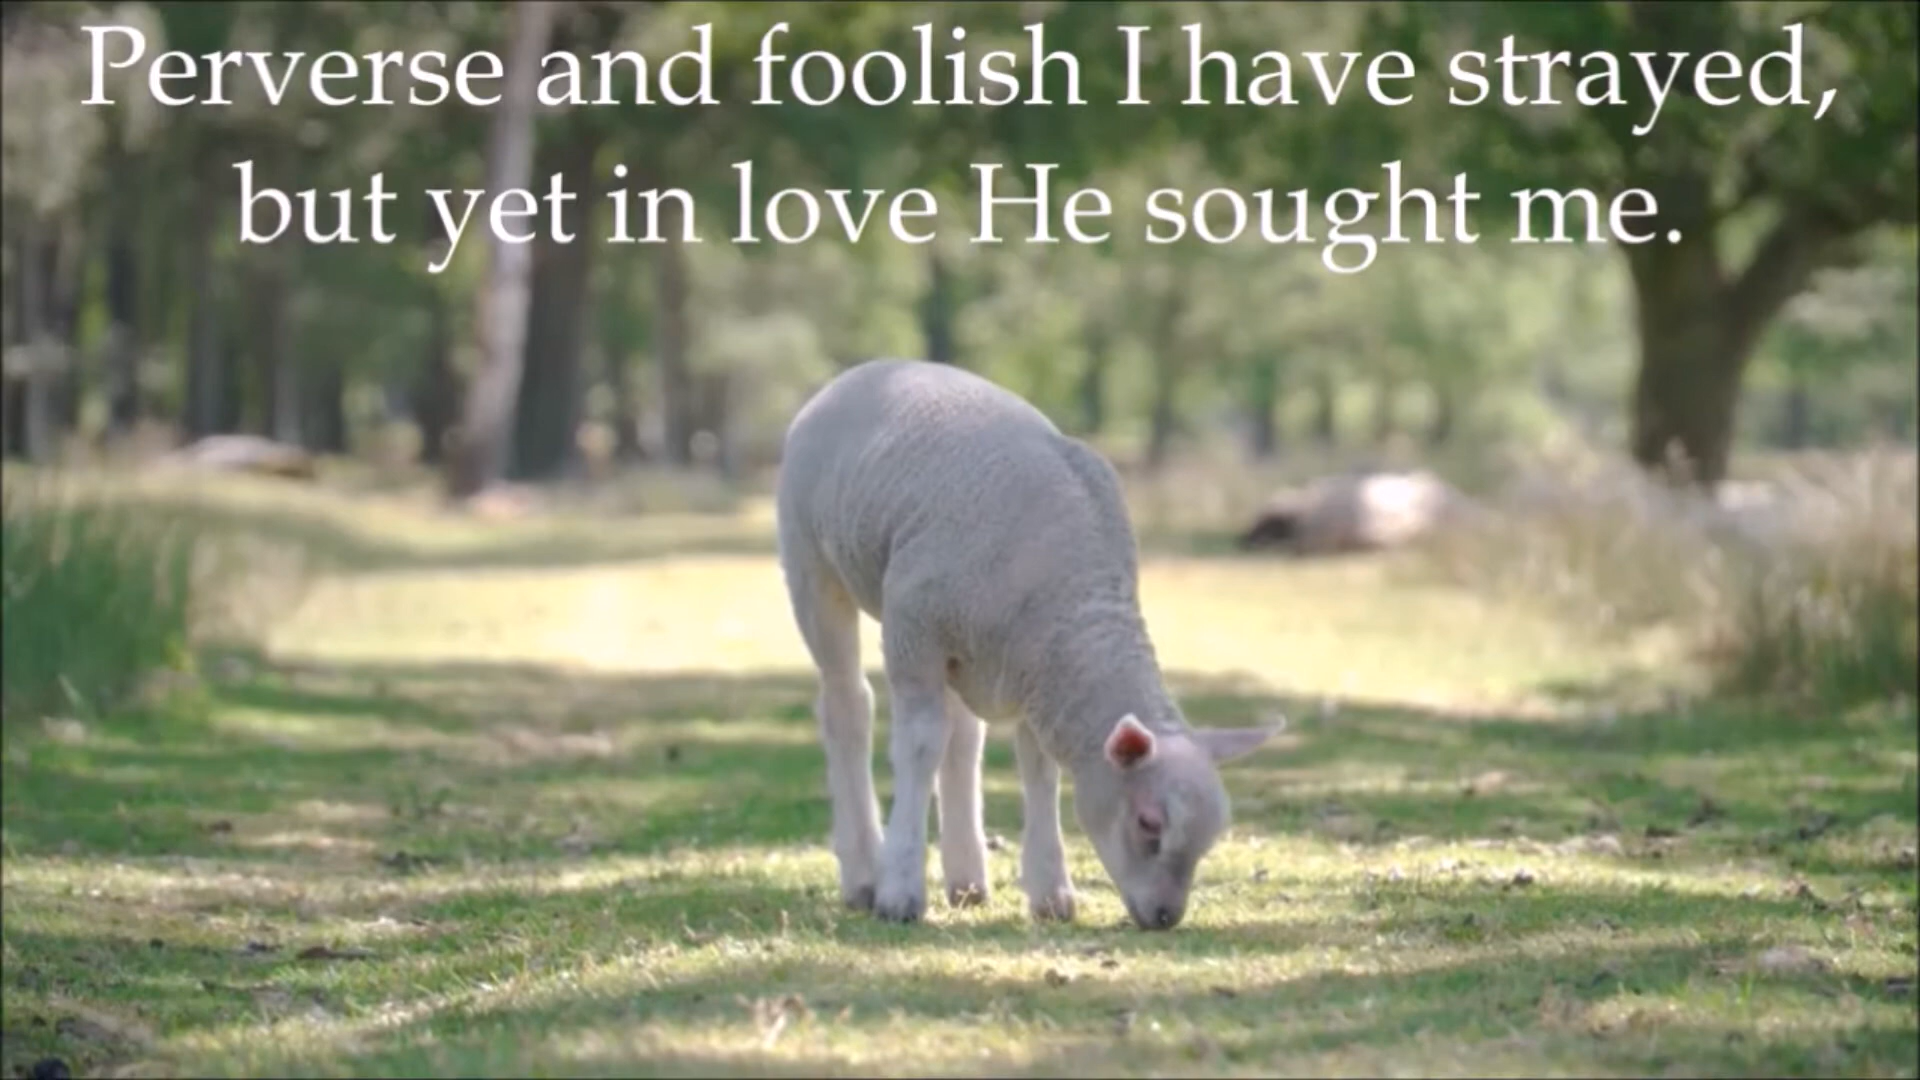 Perverse and foolish I have strayed,
but yet in love He sought me.